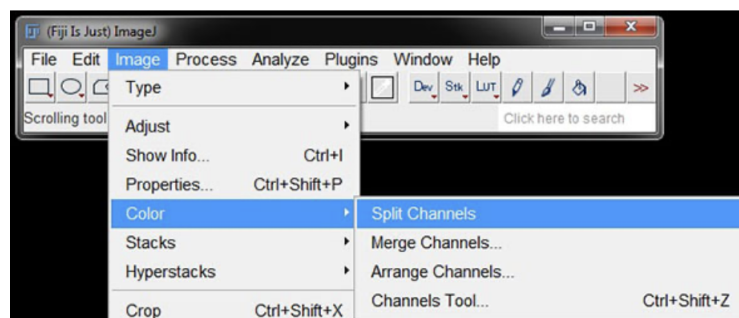 (Fiji Is Just) ImageJ
File Edit Image Process Analyze Plugins Window Help
Dev Stk LUT >>
Scrolling tool
Click here to search
Type
Adjust
Show Info... Ctrl+I
Properties... Ctrl+Shift+P
Color
Stacks
Hyperstacks
Crop Ctrl+Shift+X
Split Channels
Merge Channels...
Arrange Channels...
Channels Tool... Ctrl+Shift+Z